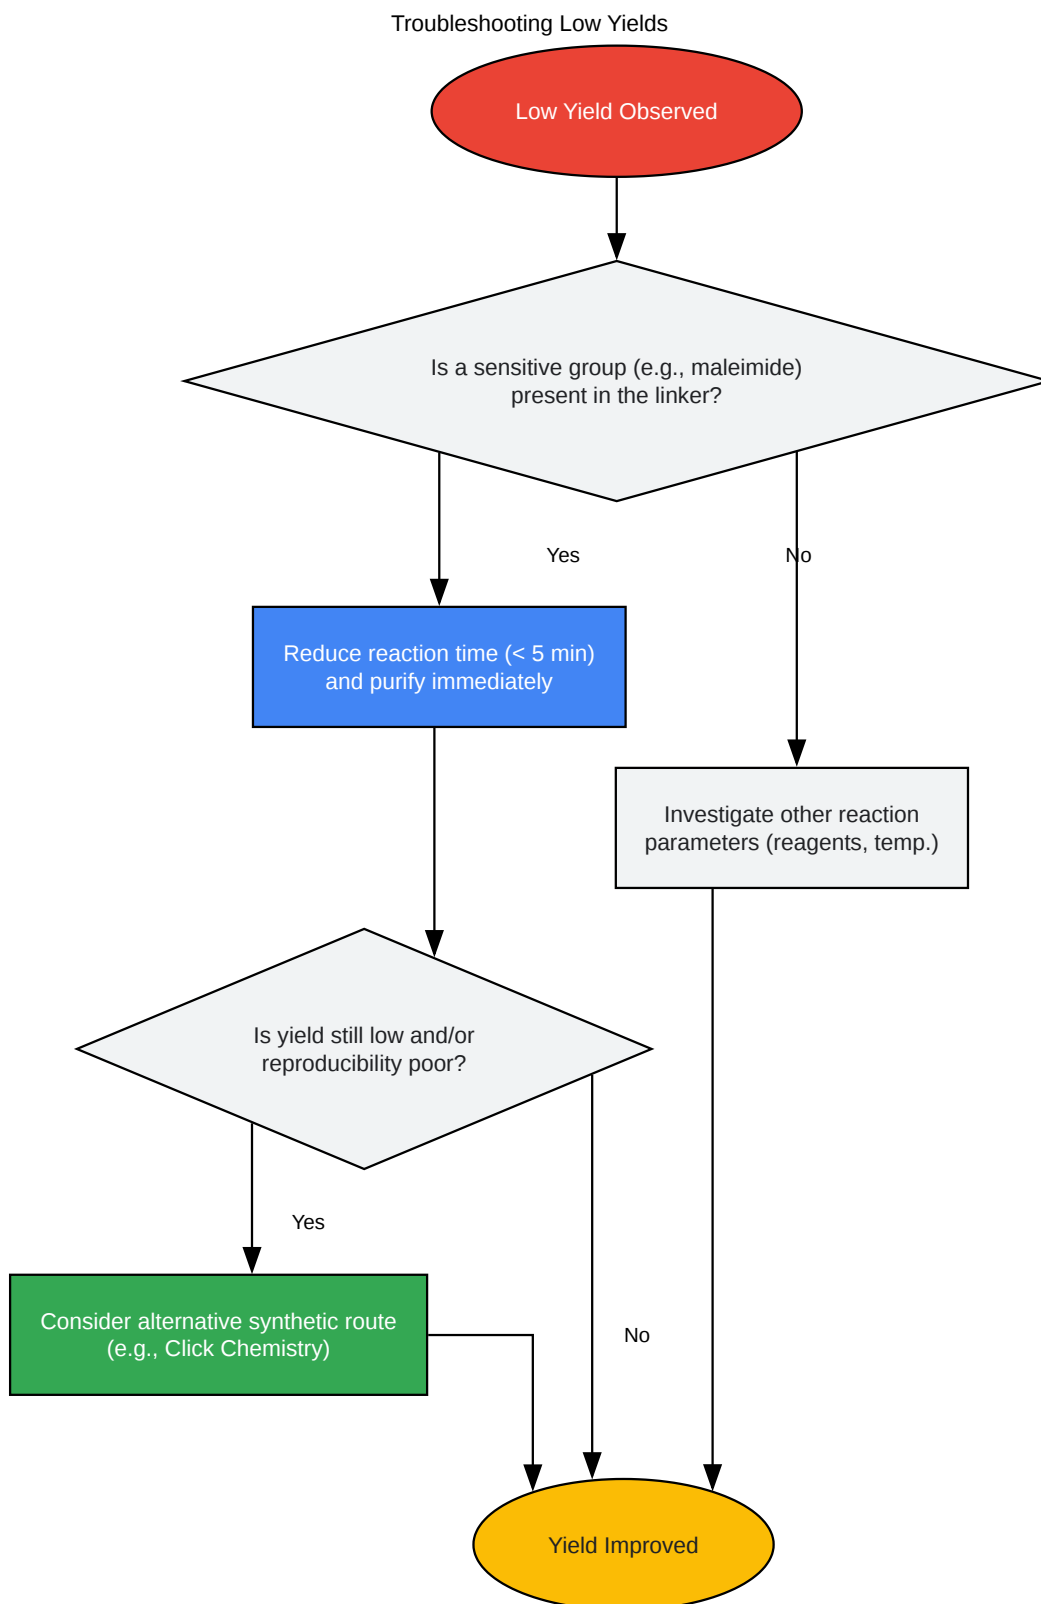 Troubleshooting Low Yields
Low Yield Observed
Is a sensitive group (e.g., maleimide)
present in the linker?
Yes
No
Reduce reaction time (< 5 min)
and purify immediately
Investigate other reaction
parameters (reagents, temp.)
Is yield still low and/or
reproducibility poor?
Yes
Consider alternative synthetic route
(e.g., Click Chemistry)
No
Yield Improved